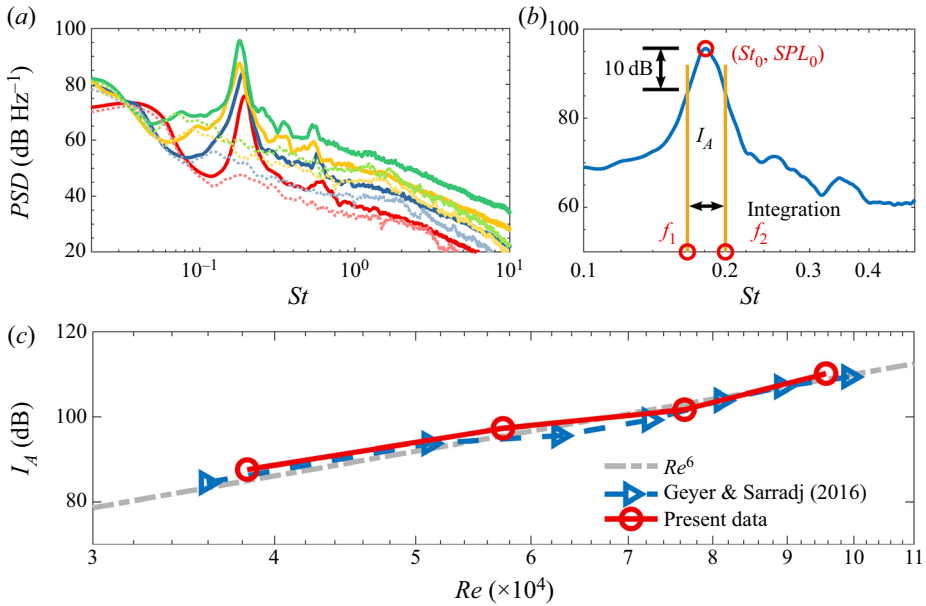 (a)
(b)
100
80
60
40
20
PSD (dB Hz⁻¹)
10⁻¹
10⁰
10¹
St
100
80
60
10 dB
(St₀, SPL₀)
I_A
Integration
f₁
f₂
0.1
0.2
0.3
0.4
St
(c)
120
100
80
I_A (dB)
Re⁶
Geyer & Sarradj (2016)
Present data
3
4
5
6
7
8
9
10
11
Re (×10⁴)